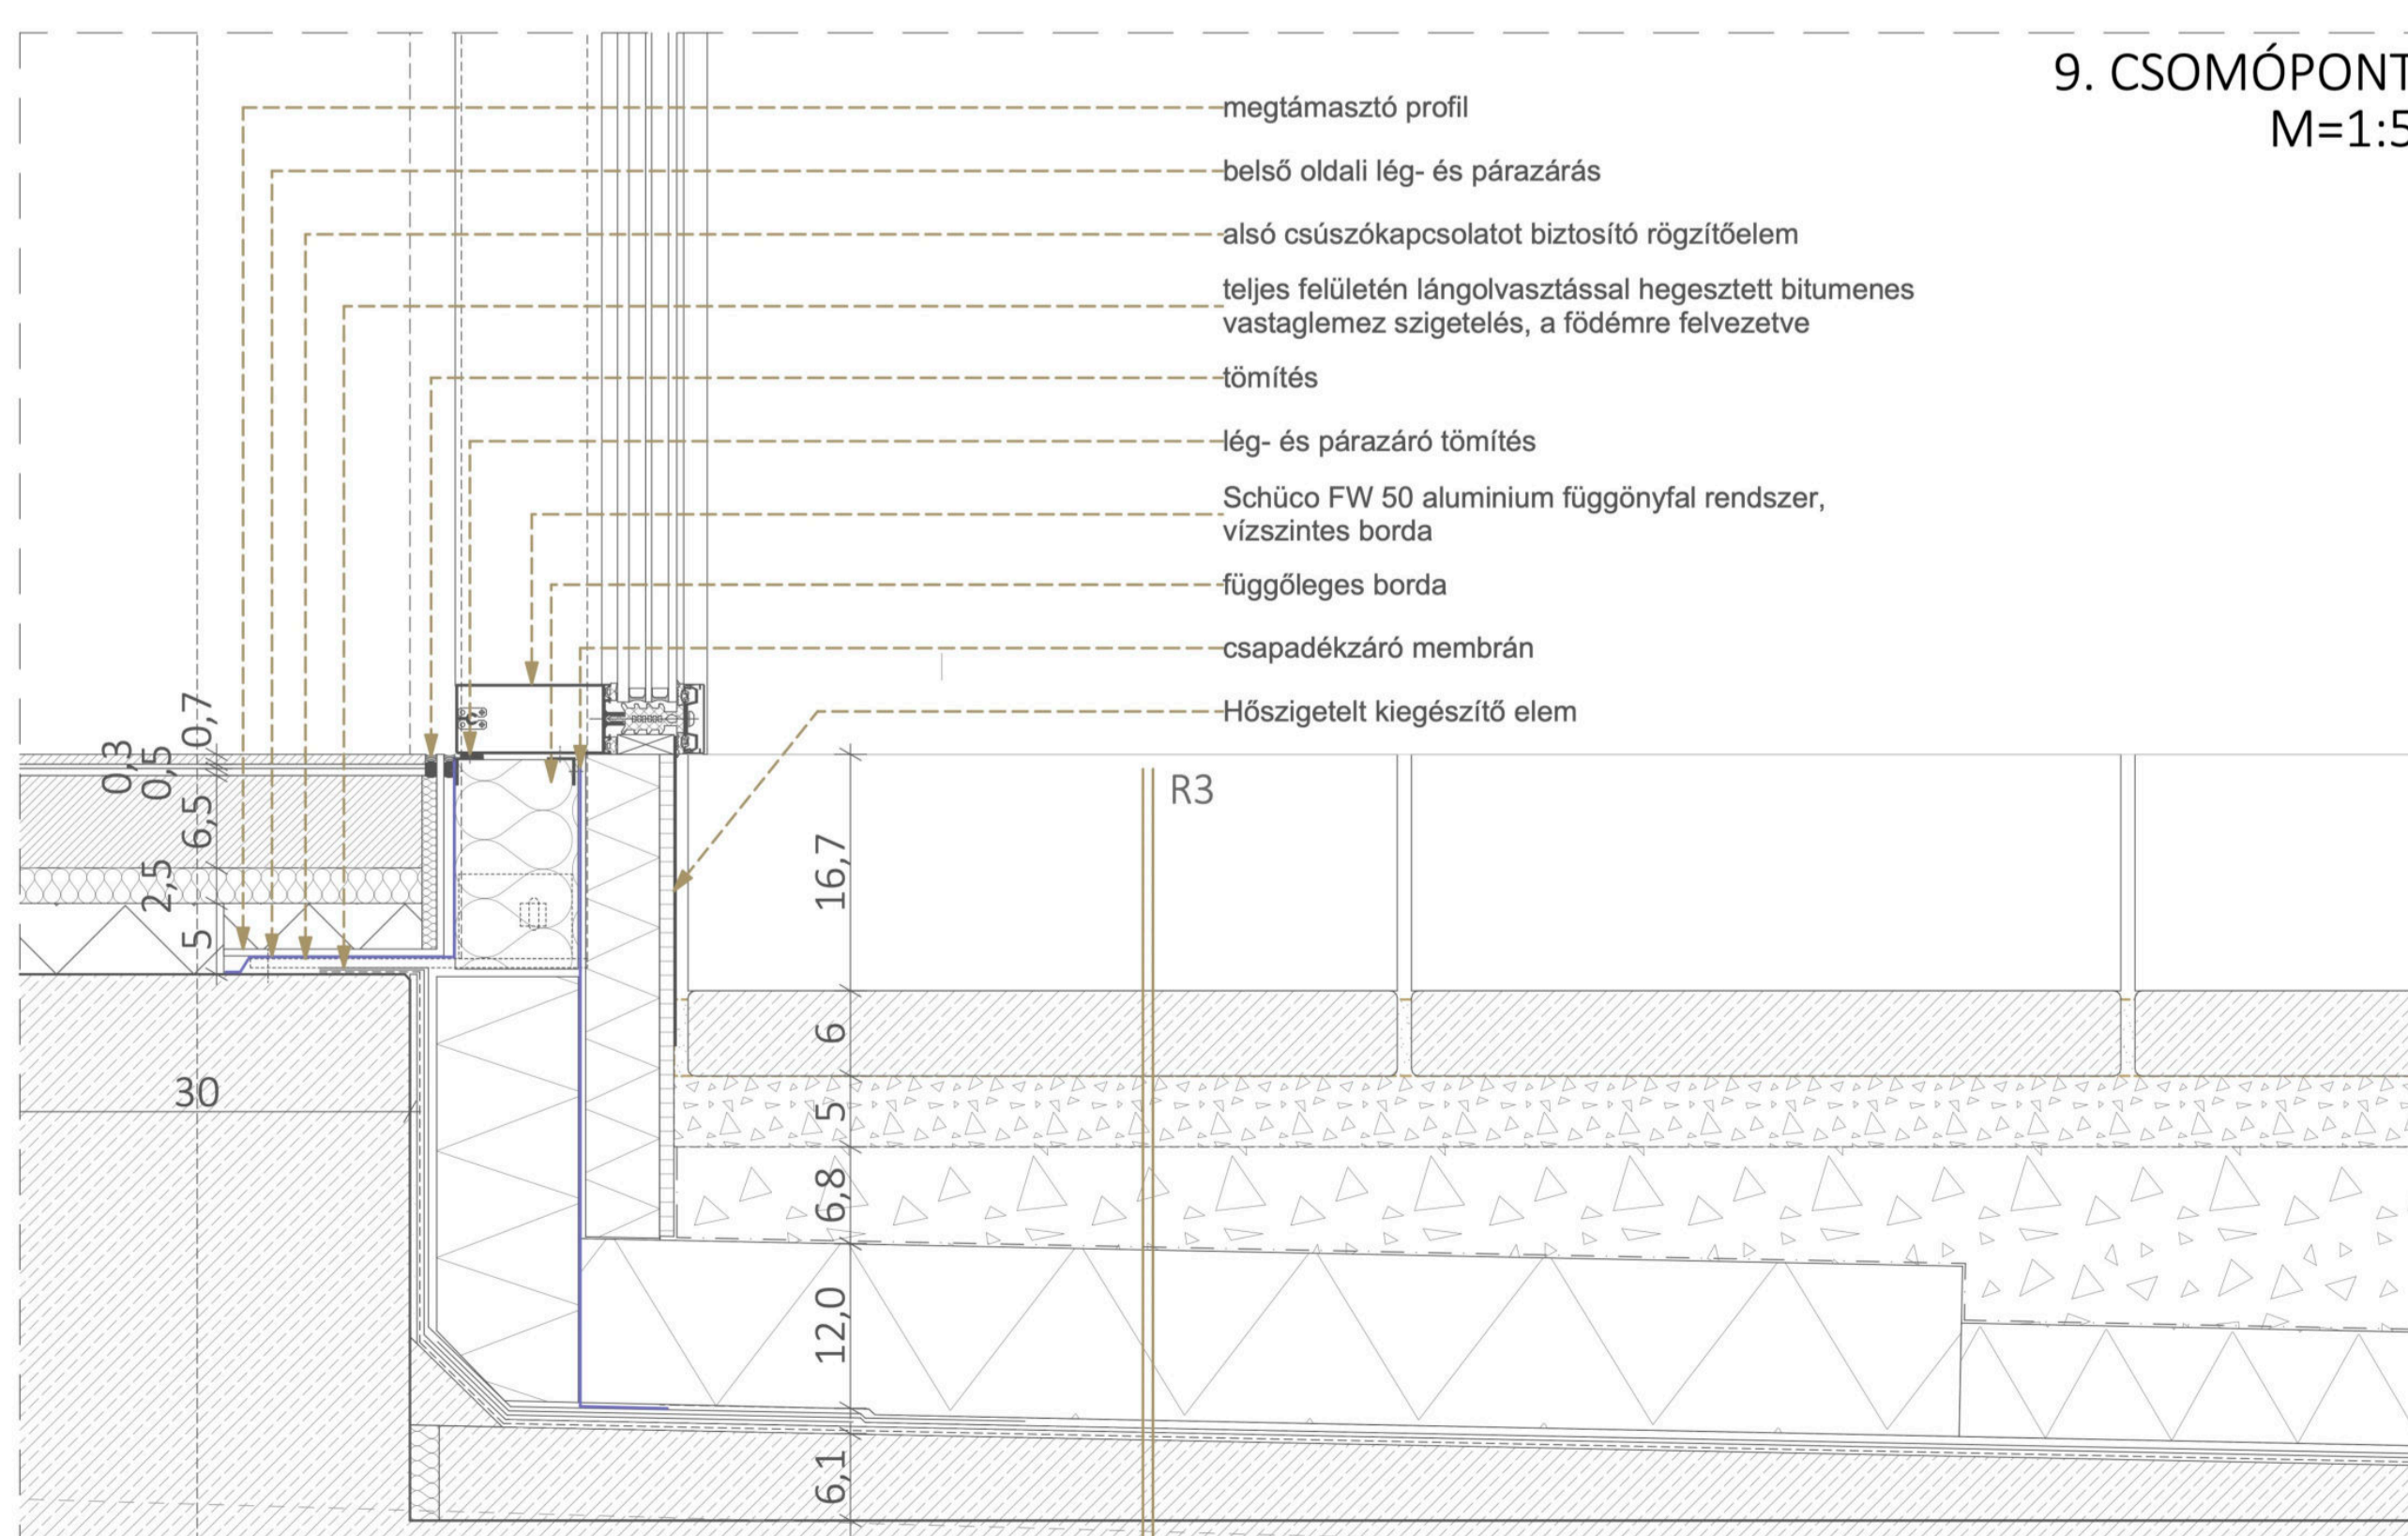 9. CSOMÓPONT
M=1:5
megtámasztó profil
belső oldali lég- és párazárás
alsó csúszókapcsolatot biztosító rögzítőelem
teljes felületén lángolvasztással hegesztett bitumenes
vastaglemez szigetelés, a födémre felvezetve
tömítés
lég- és párazáró tömítés
Schüco FW 50 aluminium függönyfal rendszer,
vízszintes borda
függőleges borda
csapadékzáró membrán
Hőszigetelt kiegészítő elem
0,7
0,3
0,5
6,5
2,5
5
30
R3
16,7
6
5
6,8
12,0
6,1